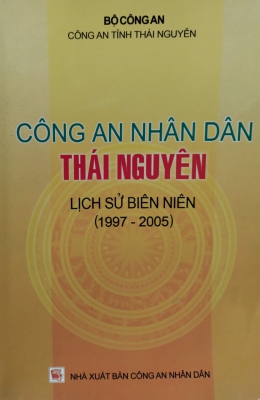 BỘ CÔNG AN
CÔNG AN TỈNH THÁI NGUYÊN
CÔNG AN NHÂN DÂN
THÁI NGUYÊN
LỊCH SỬ BIÊN NIÊN
(1997 - 2005)
NHÀ XUẤT BẢN CÔNG AN NHÂN DÂN